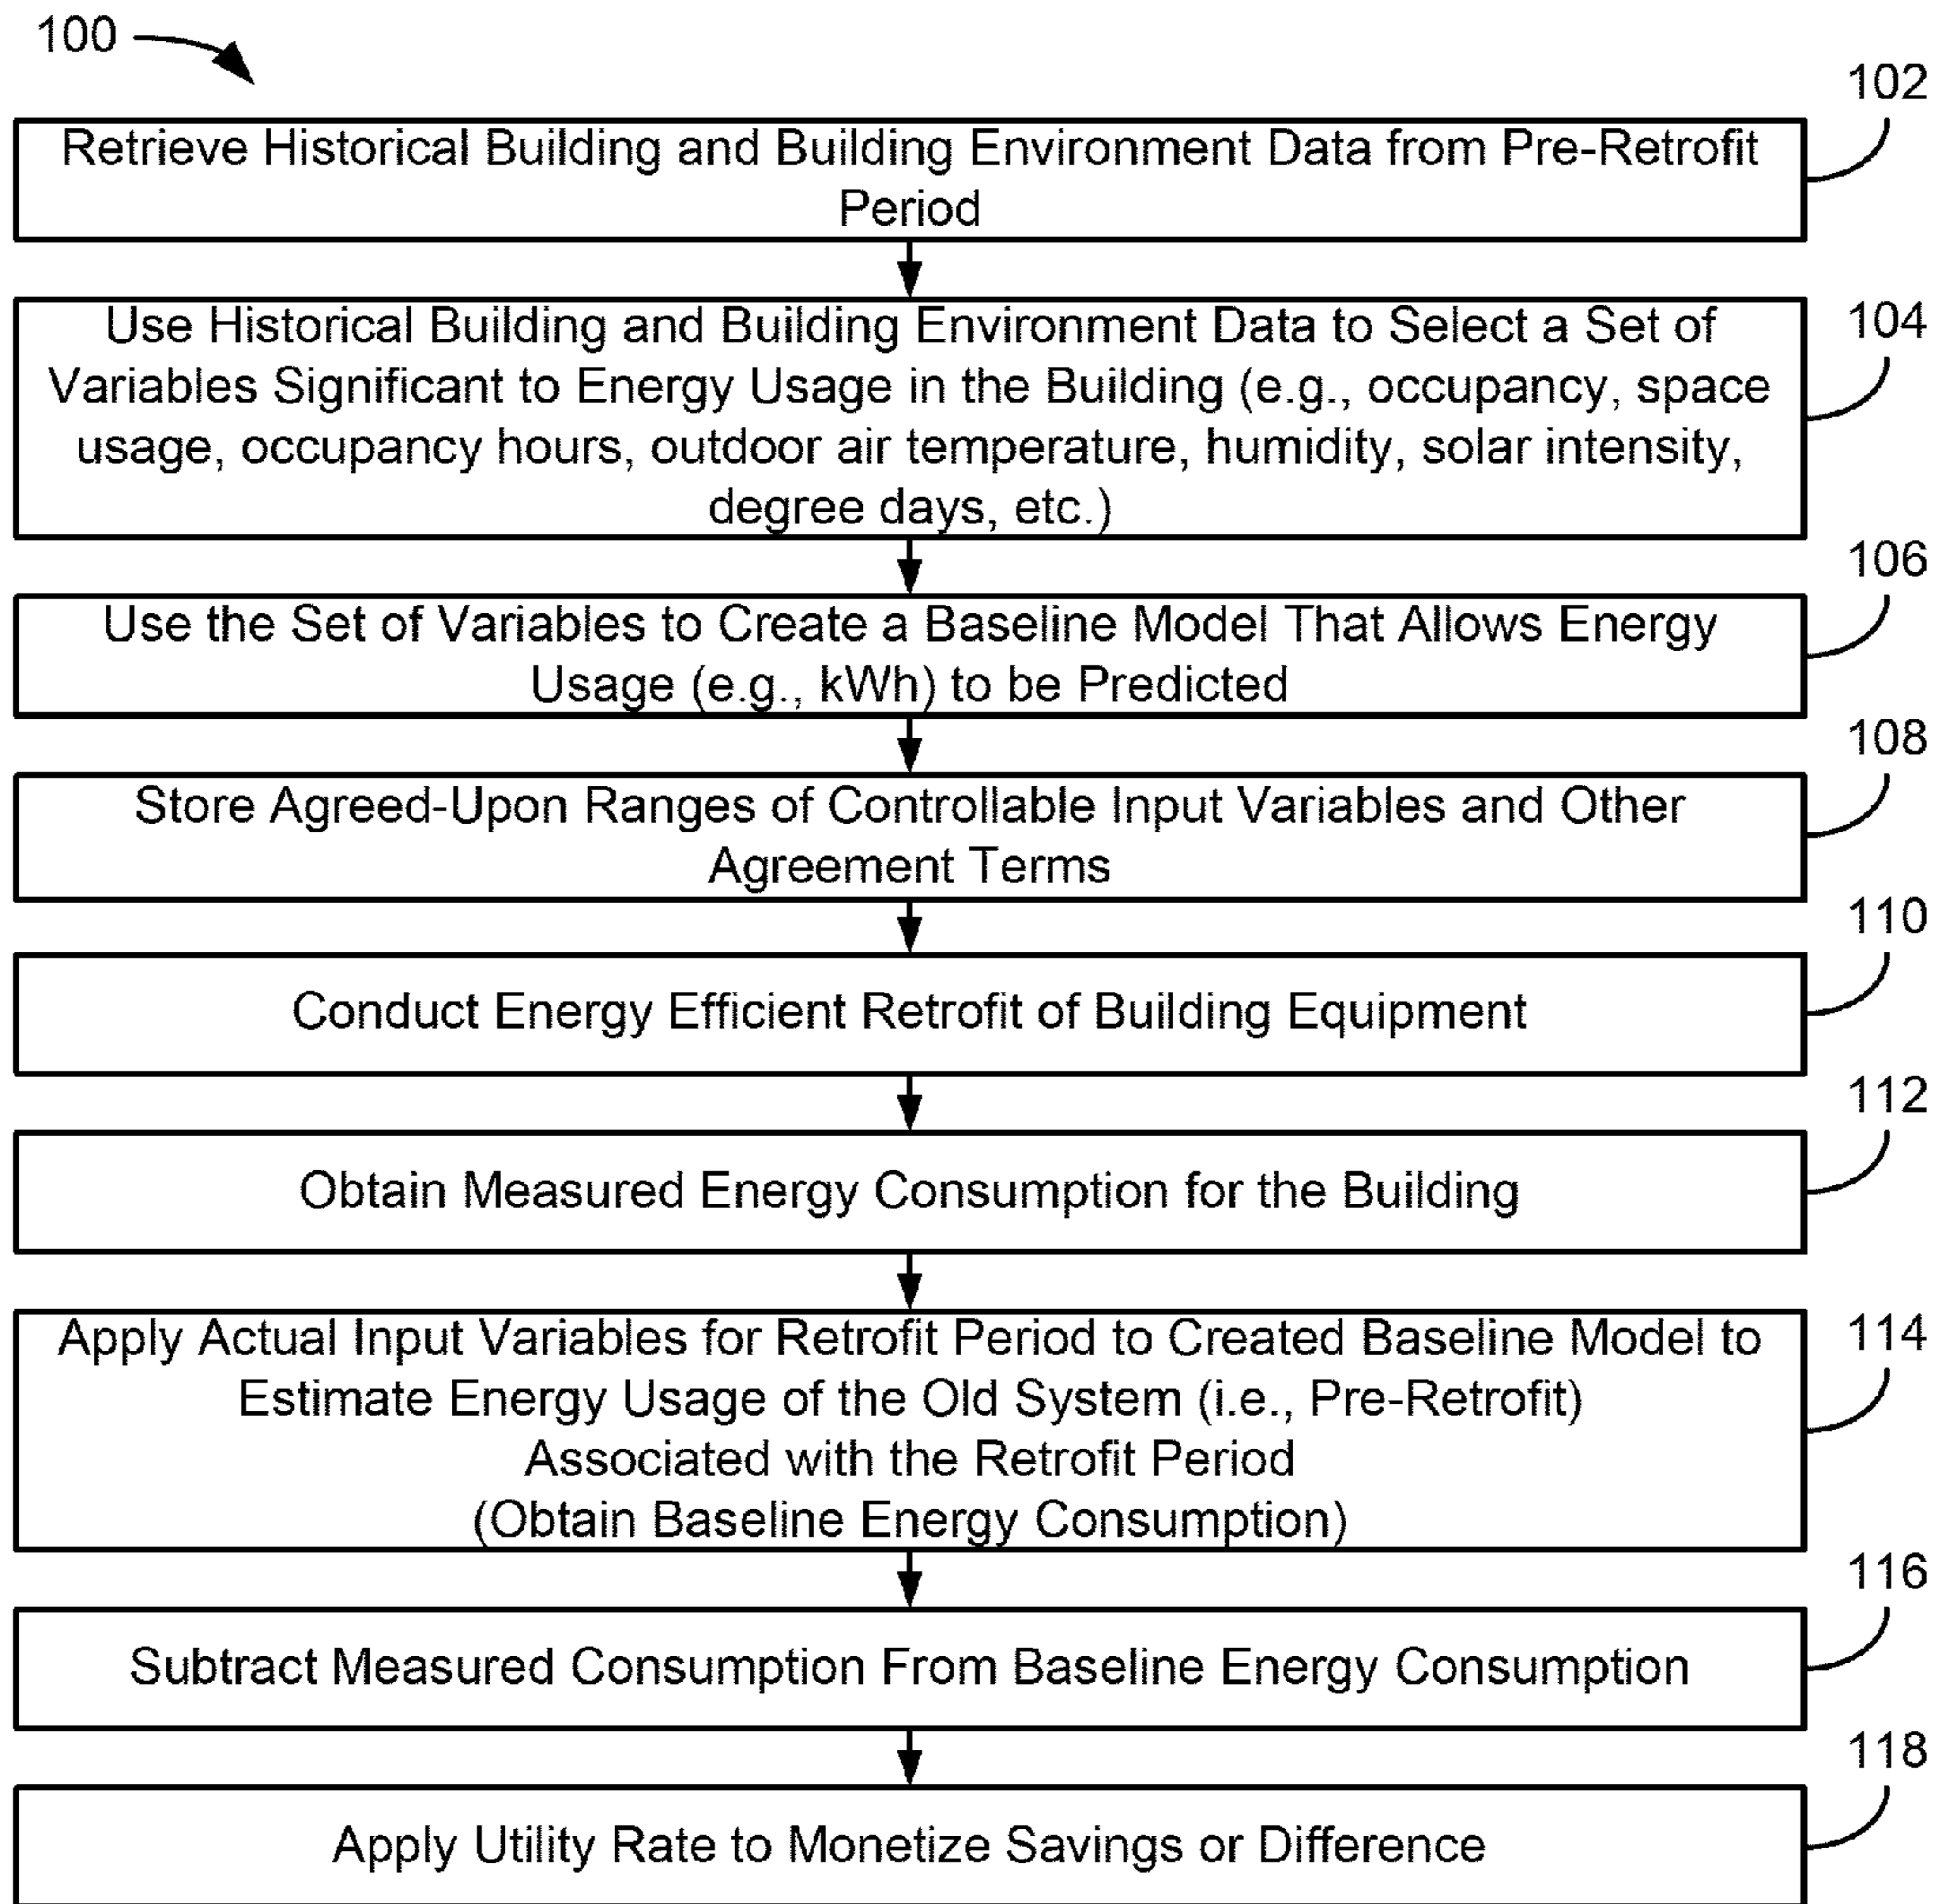 100
102
Retrieve Historical Building and Building Environment Data from Pre-Retrofit
Period
104
Use Historical Building and Building Environment Data to Select a Set of
Variables Significant to Energy Usage in the Building (e.g., occupancy, space
usage, occupancy hours, outdoor air temperature, humidity, solar intensity,
degree days, etc.)
106
Use the Set of Variables to Create a Baseline Model That Allows Energy
Usage (e.g., kWh) to be Predicted
108
Store Agreed-Upon Ranges of Controllable Input Variables and Other
Agreement Terms
110
Conduct Energy Efficient Retrofit of Building Equipment
112
Obtain Measured Energy Consumption for the Building
114
Apply Actual Input Variables for Retrofit Period to Created Baseline Model to
Estimate Energy Usage of the Old System (i.e., Pre-Retrofit)
Associated with the Retrofit Period
(Obtain Baseline Energy Consumption)
116
Subtract Measured Consumption From Baseline Energy Consumption
118
Apply Utility Rate to Monetize Savings or Difference